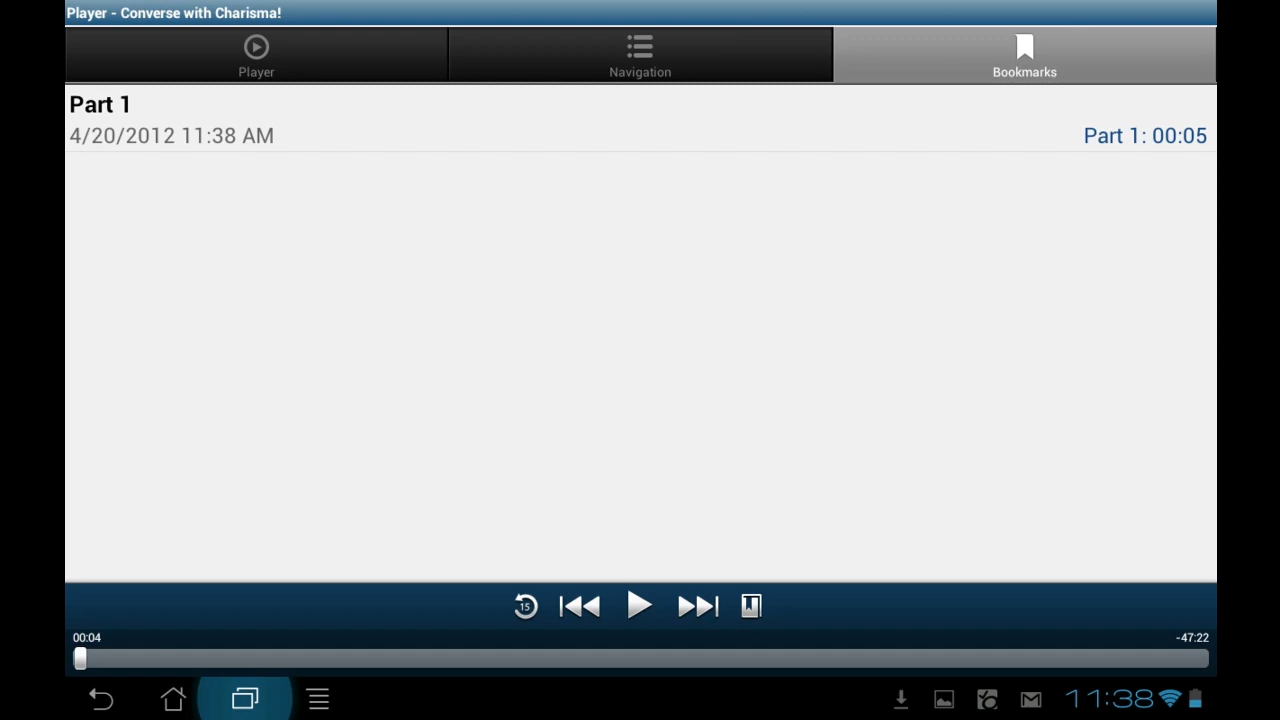 Player - Converse with Charisma!
Player
Navigation
Bookmarks
Part 1
4/20/2012 11:38 AM
Part 1: 00:05
15
00:04
-47:22
11:38